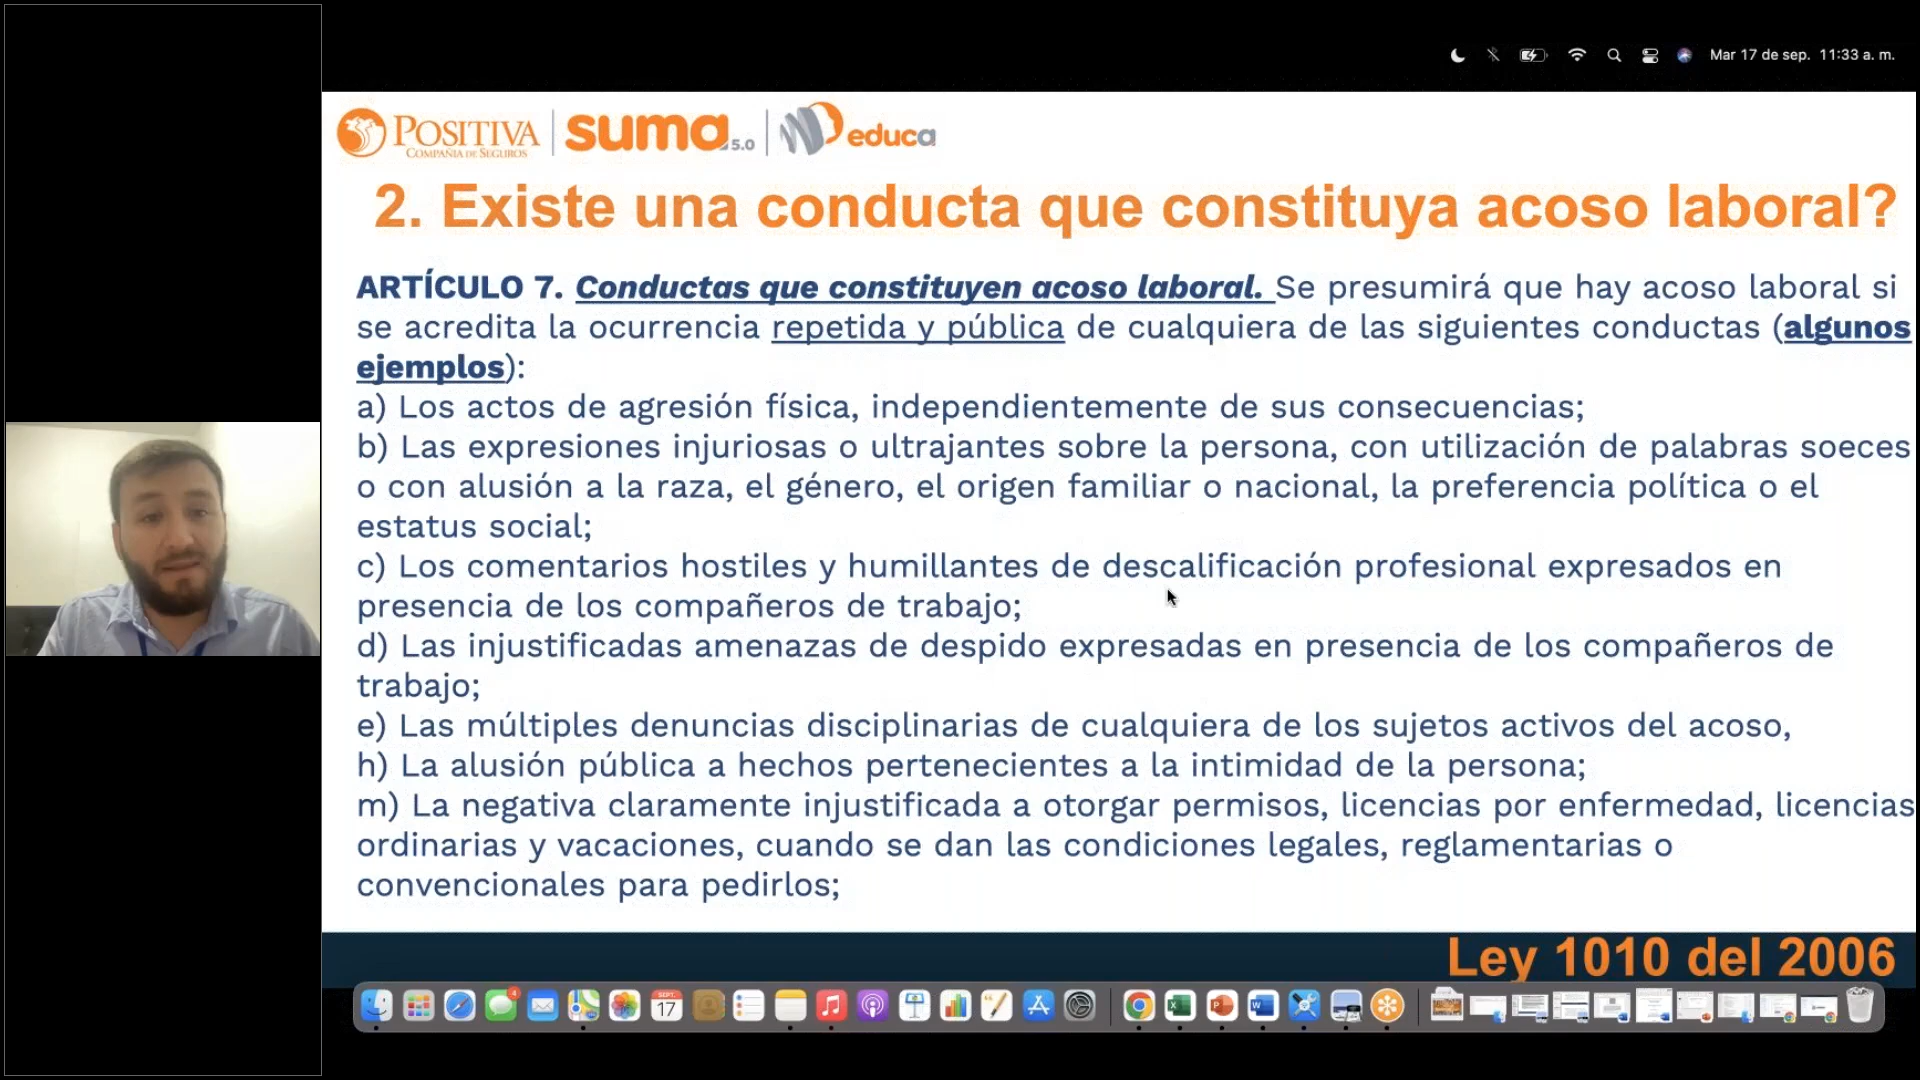 Mar 17 de sep. 11:33 a. m.
POSITIVA
COMPAÑÍA DE SEGUROS
suma 5.0
educa
2. Existe una conducta que constituya acoso laboral?
ARTÍCULO 7. Conductas que constituyen acoso laboral. Se presumirá que hay acoso laboral si
se acredita la ocurrencia repetida y pública de cualquiera de las siguientes conductas (algunos
ejemplos):
a) Los actos de agresión física, independientemente de sus consecuencias;
b) Las expresiones injuriosas o ultrajantes sobre la persona, con utilización de palabras soeces
o con alusión a la raza, el género, el origen familiar o nacional, la preferencia política o el
estatus social;
c) Los comentarios hostiles y humillantes de descalificación profesional expresados en
presencia de los compañeros de trabajo;
d) Las injustificadas amenazas de despido expresadas en presencia de los compañeros de
trabajo;
e) Las múltiples denuncias disciplinarias de cualquiera de los sujetos activos del acoso,
h) La alusión pública a hechos pertenecientes a la intimidad de la persona;
m) La negativa claramente injustificada a otorgar permisos, licencias por enfermedad, licencias
ordinarias y vacaciones, cuando se dan las condiciones legales, reglamentarias o
convencionales para pedirlos;
Ley 1010 del 2006
4
SEPT.
17